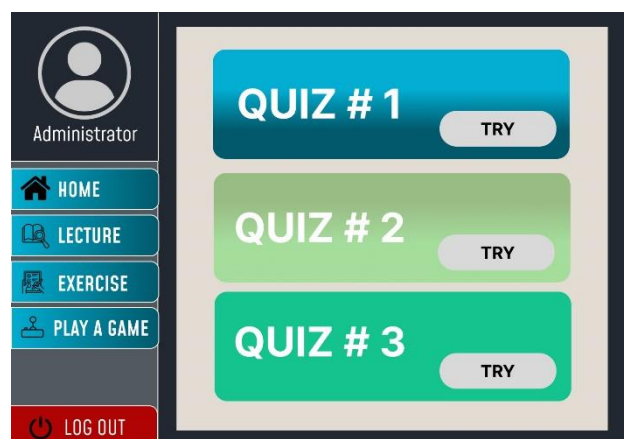 Administrator
HOME
LECTURE
EXERCISE
PLAY A GAME
LOG OUT
QUIZ # 1
TRY
QUIZ # 2
TRY
QUIZ # 3
TRY